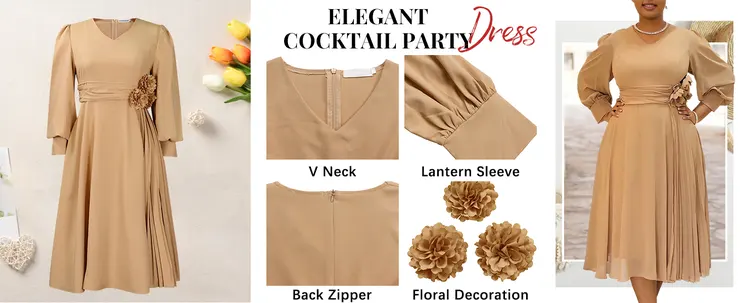 ELEGANT
COCKTAIL PARTY Dress
V Neck
Lantern Sleeve
Back Zipper
Floral Decoration